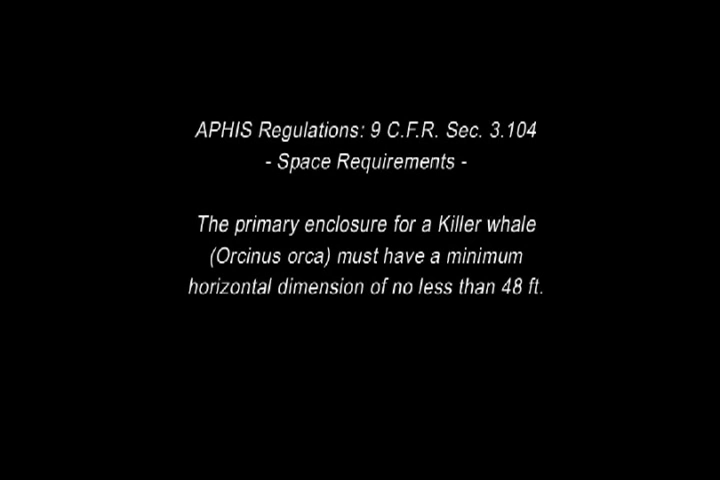 APHIS Regulations: 9 C.F.R. Sec. 3.104
- Space Requirements -
The primary enclosure for a Killer whale
(Orcinus orca) must have a minimum
horizontal dimension of no less than 48 ft.